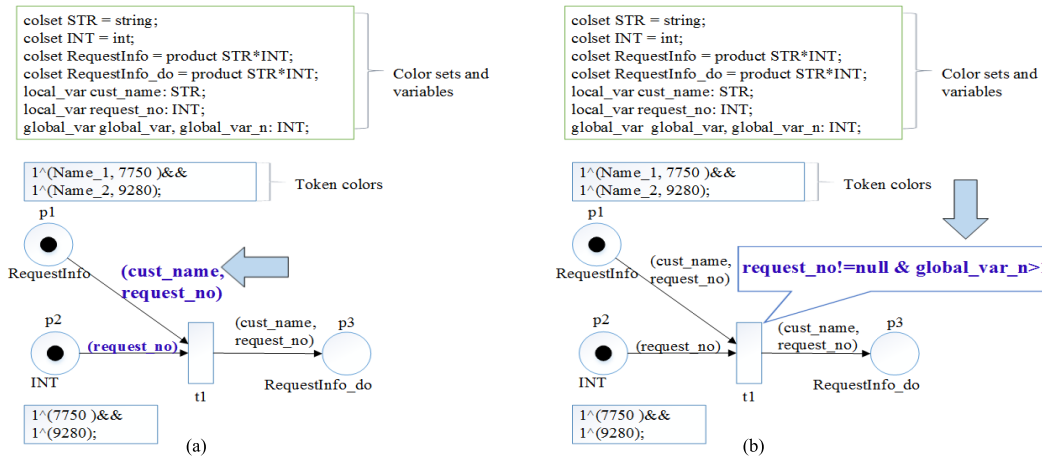 colset STR = string;
colset INT = int;
colset RequestInfo = product STR*INT;
colset RequestInfo_do = product STR*INT;
local_var cust_name: STR;
local_var request_no: INT;
global_var global_var, global_var_n: INT;
Color sets and
variables
1^(Name_1, 7750 )&&
1^(Name_2, 9280);
Token colors
p1
RequestInfo
(cust_name,
request_no)
p2
(request_no)
INT
(cust_name,
request_no)
p3
RequestInfo_do
t1
1^(7750 )&&
1^(9280);
(a)
colset STR = string;
colset INT = int;
colset RequestInfo = product STR*INT;
colset RequestInfo_do = product STR*INT;
local_var cust_name: STR;
local_var request_no: INT;
global_var  global_var, global_var_n: INT;
Color sets and
variables
1^(Name_1, 7750 )&&
1^(Name_2, 9280);
Token colors
p1
RequestInfo
(cust_name,
request_no)
request_no!=null & global_var_n>
p2
(request_no)
INT
(cust_name,
request_no)
p3
RequestInfo_do
t1
1^(7750 )&&
1^(9280);
(b)